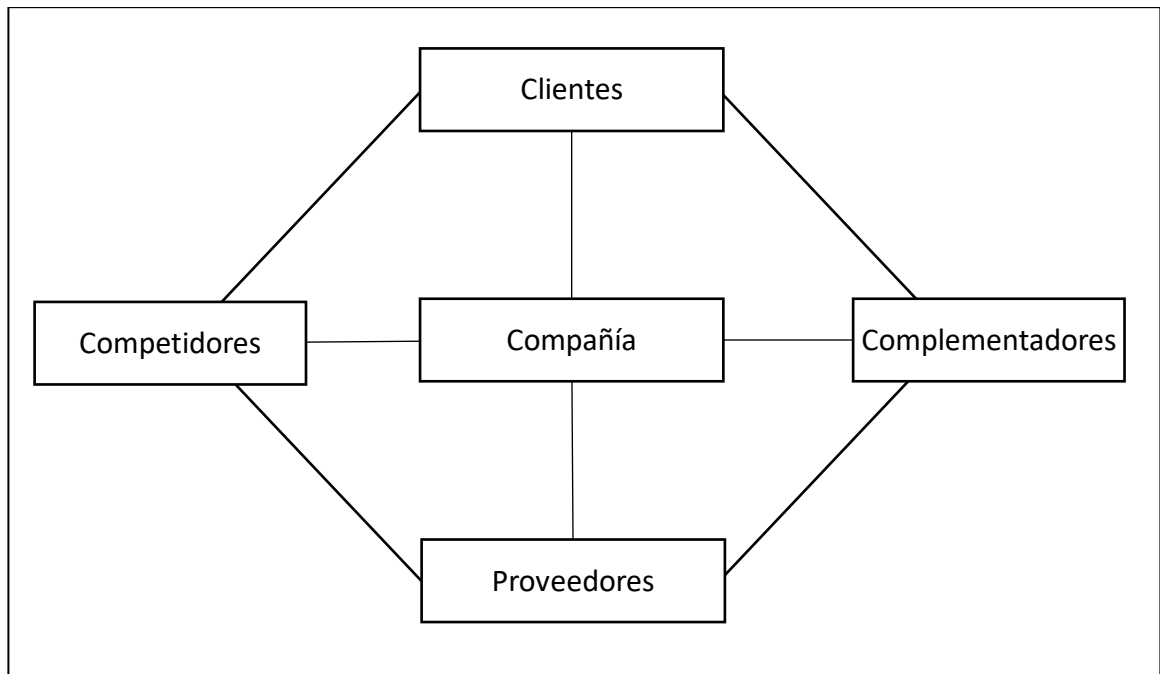 Clientes
Competidores
Compañía
Complementadores
Proveedores